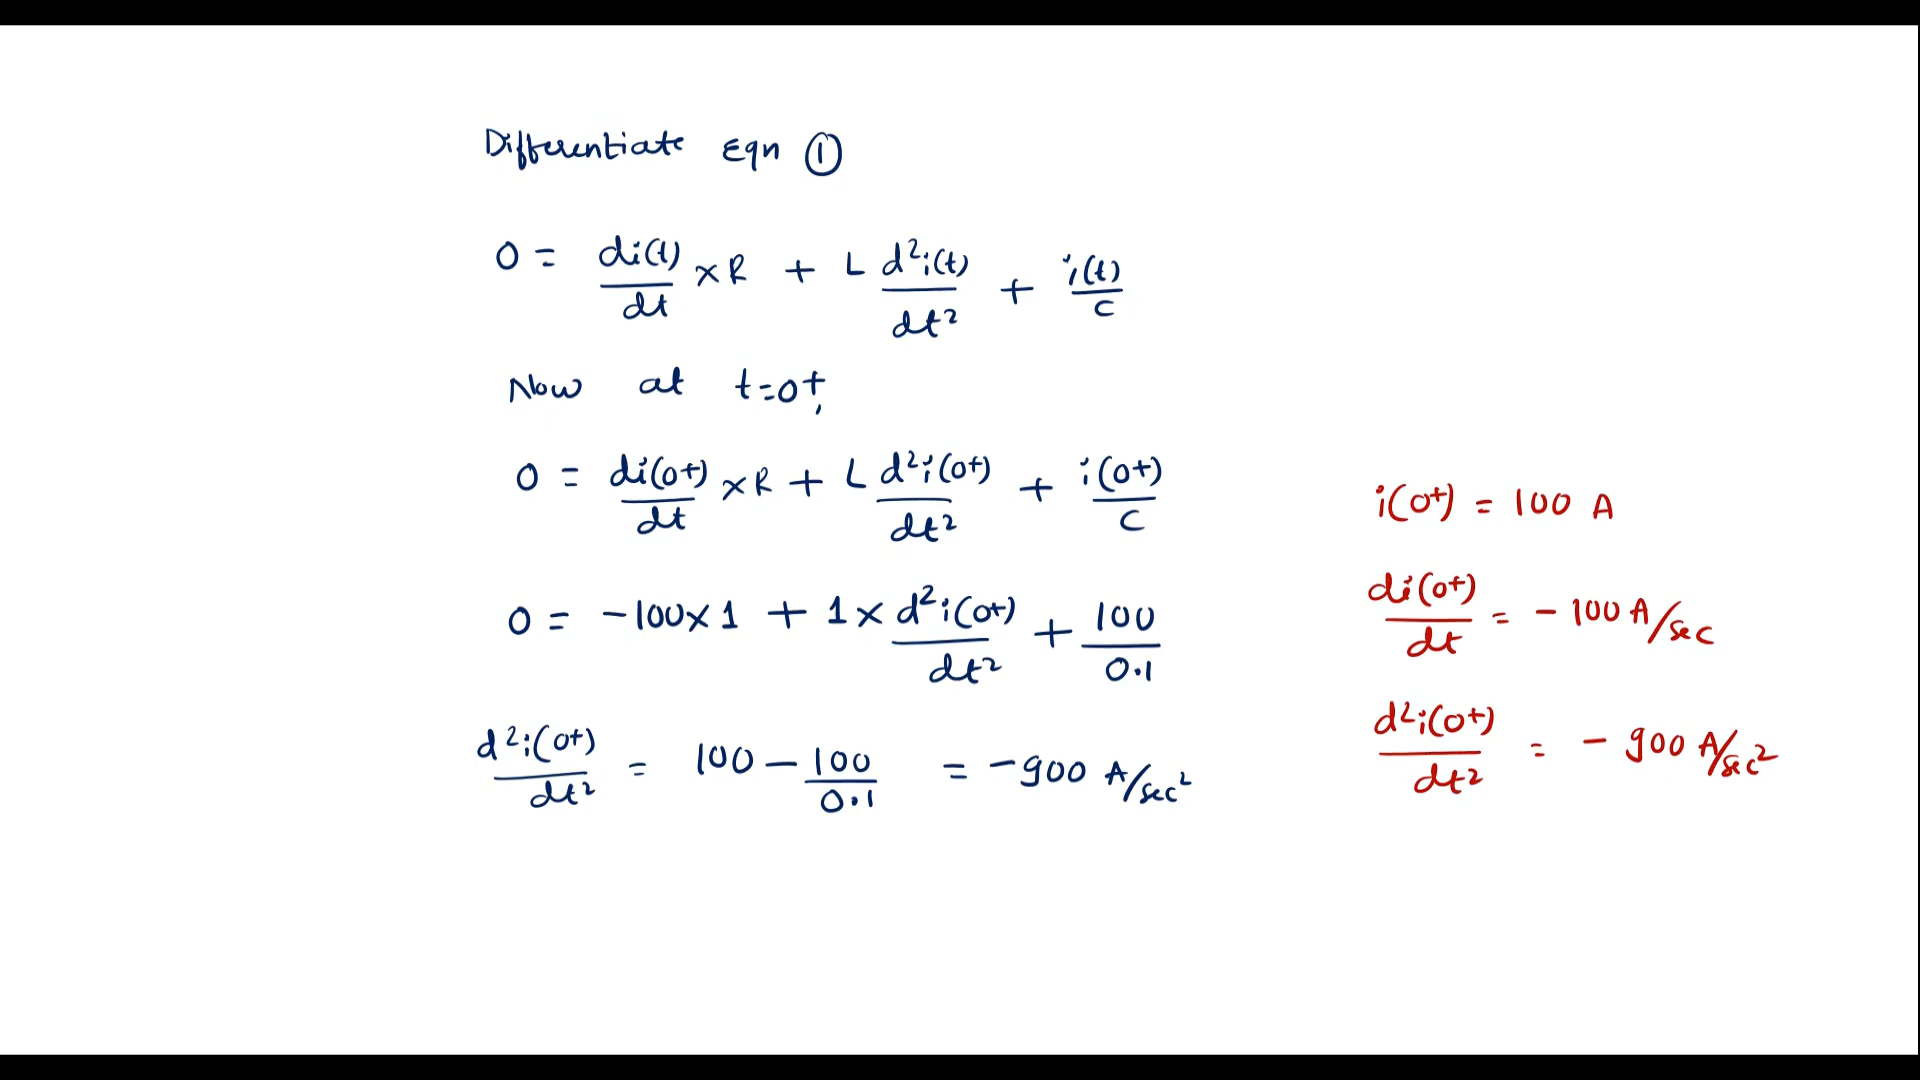 Differentiate Eqn ①
0 = di(t)/dt × R + L d²i(t)/dt² + i(t)/C
Now at t=0+,
0 = di(0+)/dt × R + L d²i(0+)/dt² + i(0+)/C
0 = -100×1 + 1× d²i(0+)/dt² + 100/0.1
d²i(0+)/dt² = 100 - 100/0.1 = -900 A/sec²
i(0+) = 100 A
di(0+)/dt = -100 A/sec
d²i(0+)/dt² = -900 A/sec²